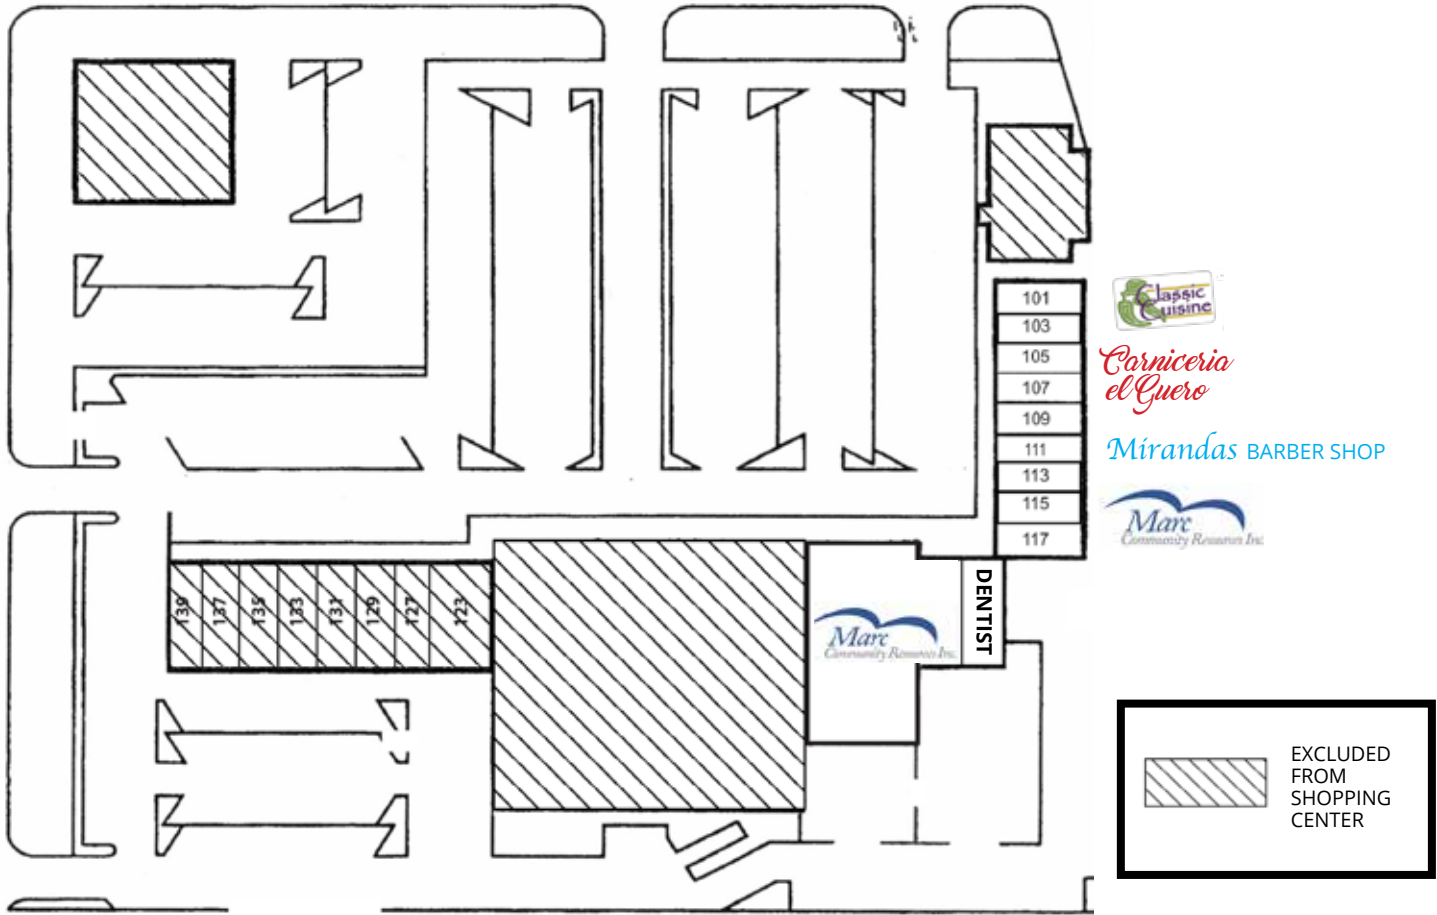 101
103
105
107
109
111
113
115
117
Classic
Cuisine
Carniceria
el Guero
Mirandas BARBER SHOP
Marc
Community Resources Inc.
139
137
135
133
131
129
127
123
Marc
Community Resources Inc.
DENTIST
EXCLUDED
FROM
SHOPPING
CENTER